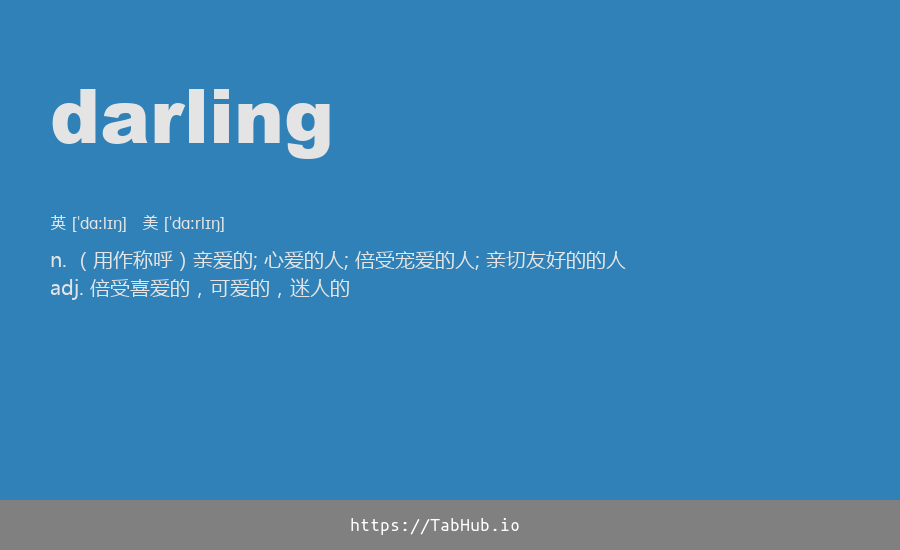 darling
英 [ˈdɑːlɪŋ] 美 [ˈdɑːrlɪŋ]
n. （用作称呼）亲爱的; 心爱的人; 倍受宠爱的人; 亲切友好的的人
adj. 倍受喜爱的，可爱的，迷人的
https://TabHub.io